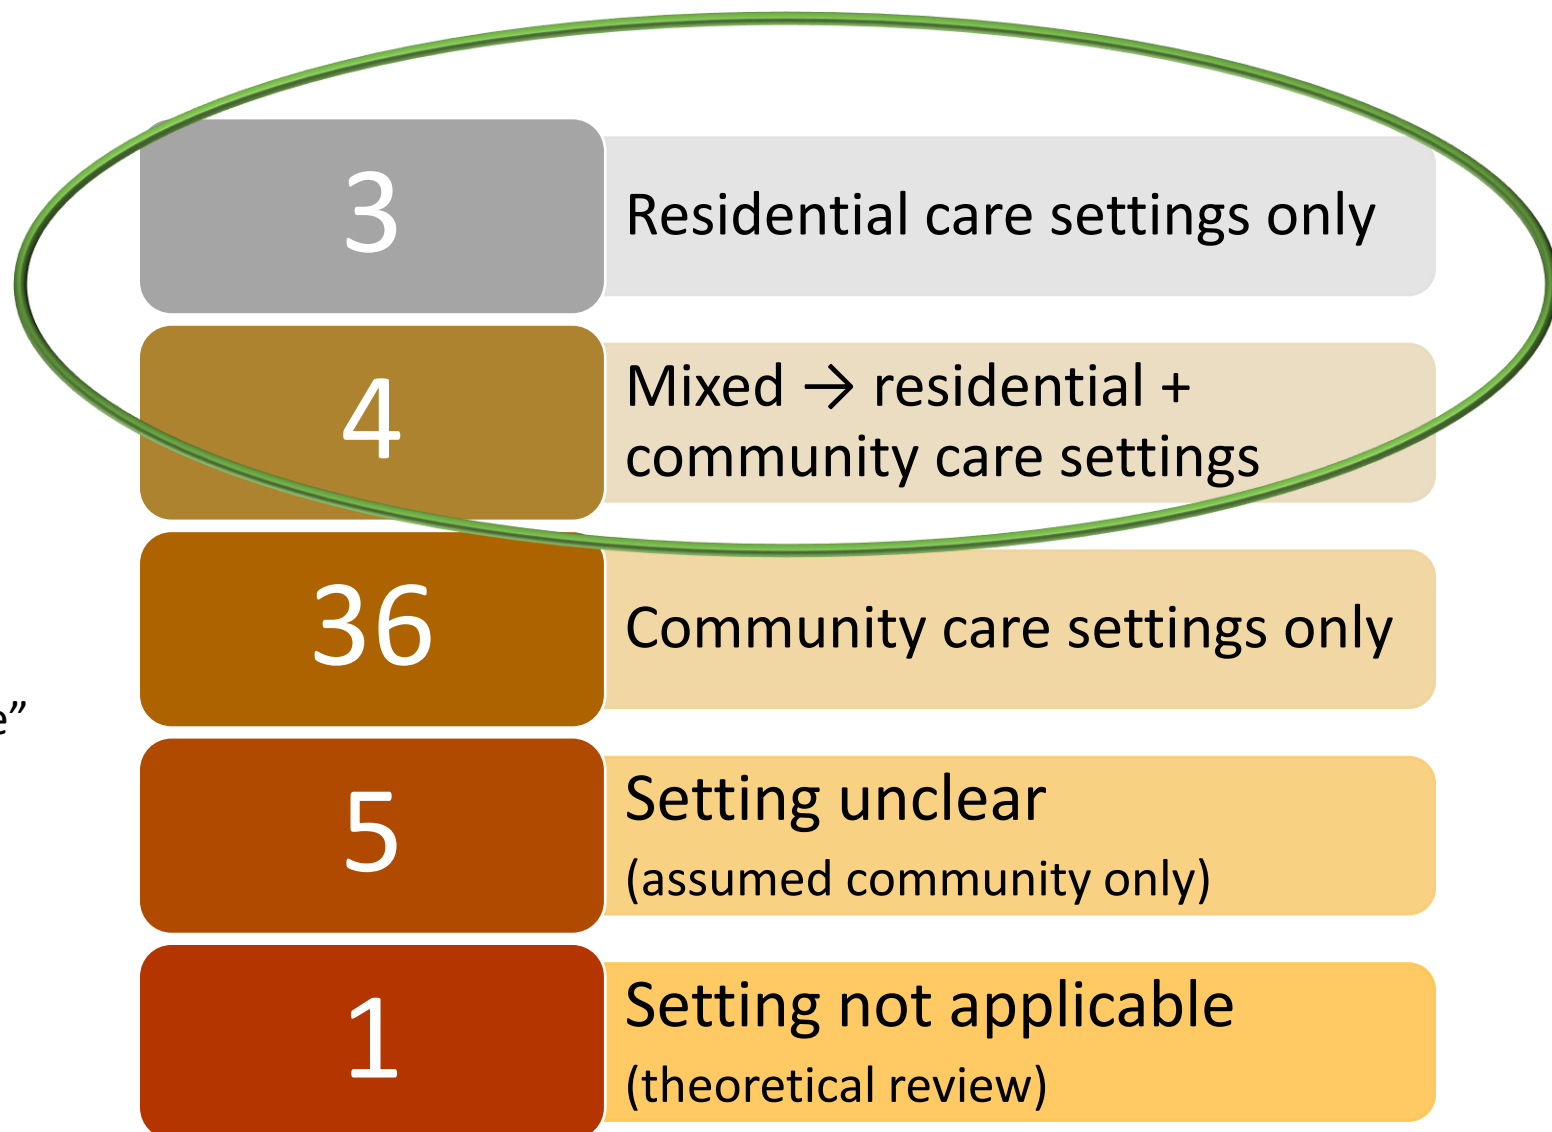 3
Residential care settings only
4
Mixed → residential +
community care settings
36
Community care settings only
e”
5
Setting unclear
(assumed community only)
1
Setting not applicable
(theoretical review)